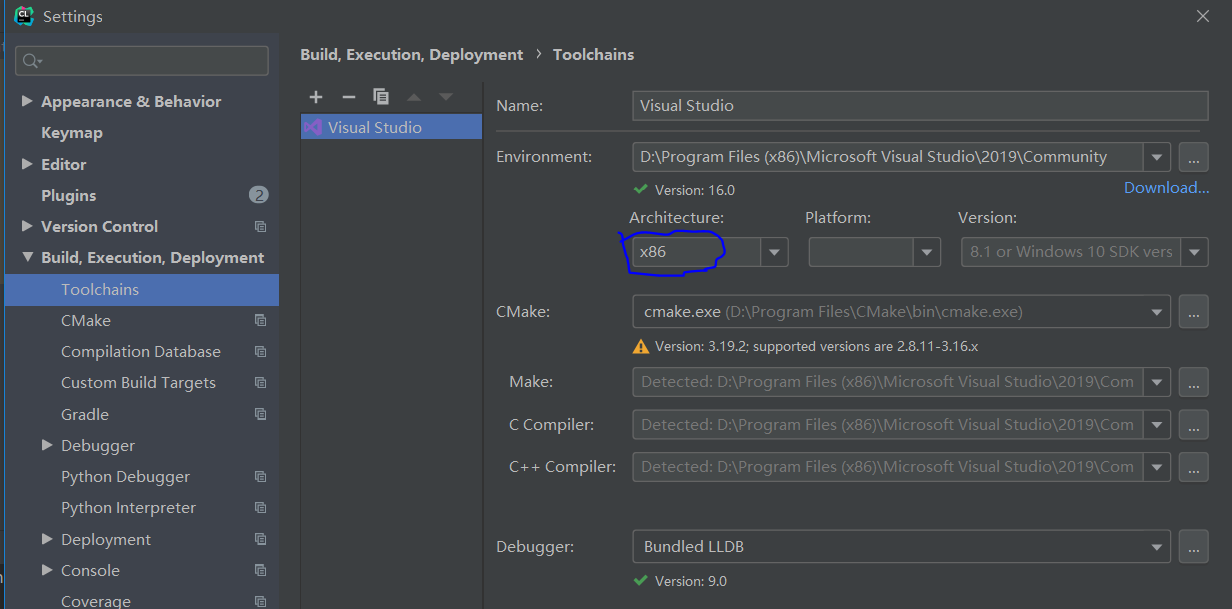 CL Settings
Build, Execution, Deployment › Toolchains
Appearance & Behavior
Keymap
Editor
Plugins 2
Version Control
Build, Execution, Deployment
Toolchains
CMake
Compilation Database
Custom Build Targets
Gradle
Debugger
Python Debugger
Python Interpreter
Deployment
Console
Coverage
Visual Studio
Name: Visual Studio
Environment: D:\Program Files (x86)\Microsoft Visual Studio\2019\Community ...
Version: 16.0 Download...
Architecture: Platform: Version:
x86 8.1 or Windows 10 SDK vers
CMake: cmake.exe (D:\Program Files\CMake\bin\cmake.exe) ...
Version: 3.19.2; supported versions are 2.8.11-3.16.x
Make: Detected: D:\Program Files (x86)\Microsoft Visual Studio\2019\Com ...
C Compiler: Detected: D:\Program Files (x86)\Microsoft Visual Studio\2019\Com ...
C++ Compiler: Detected: D:\Program Files (x86)\Microsoft Visual Studio\2019\Com ...
Debugger: Bundled LLDB ...
Version: 9.0